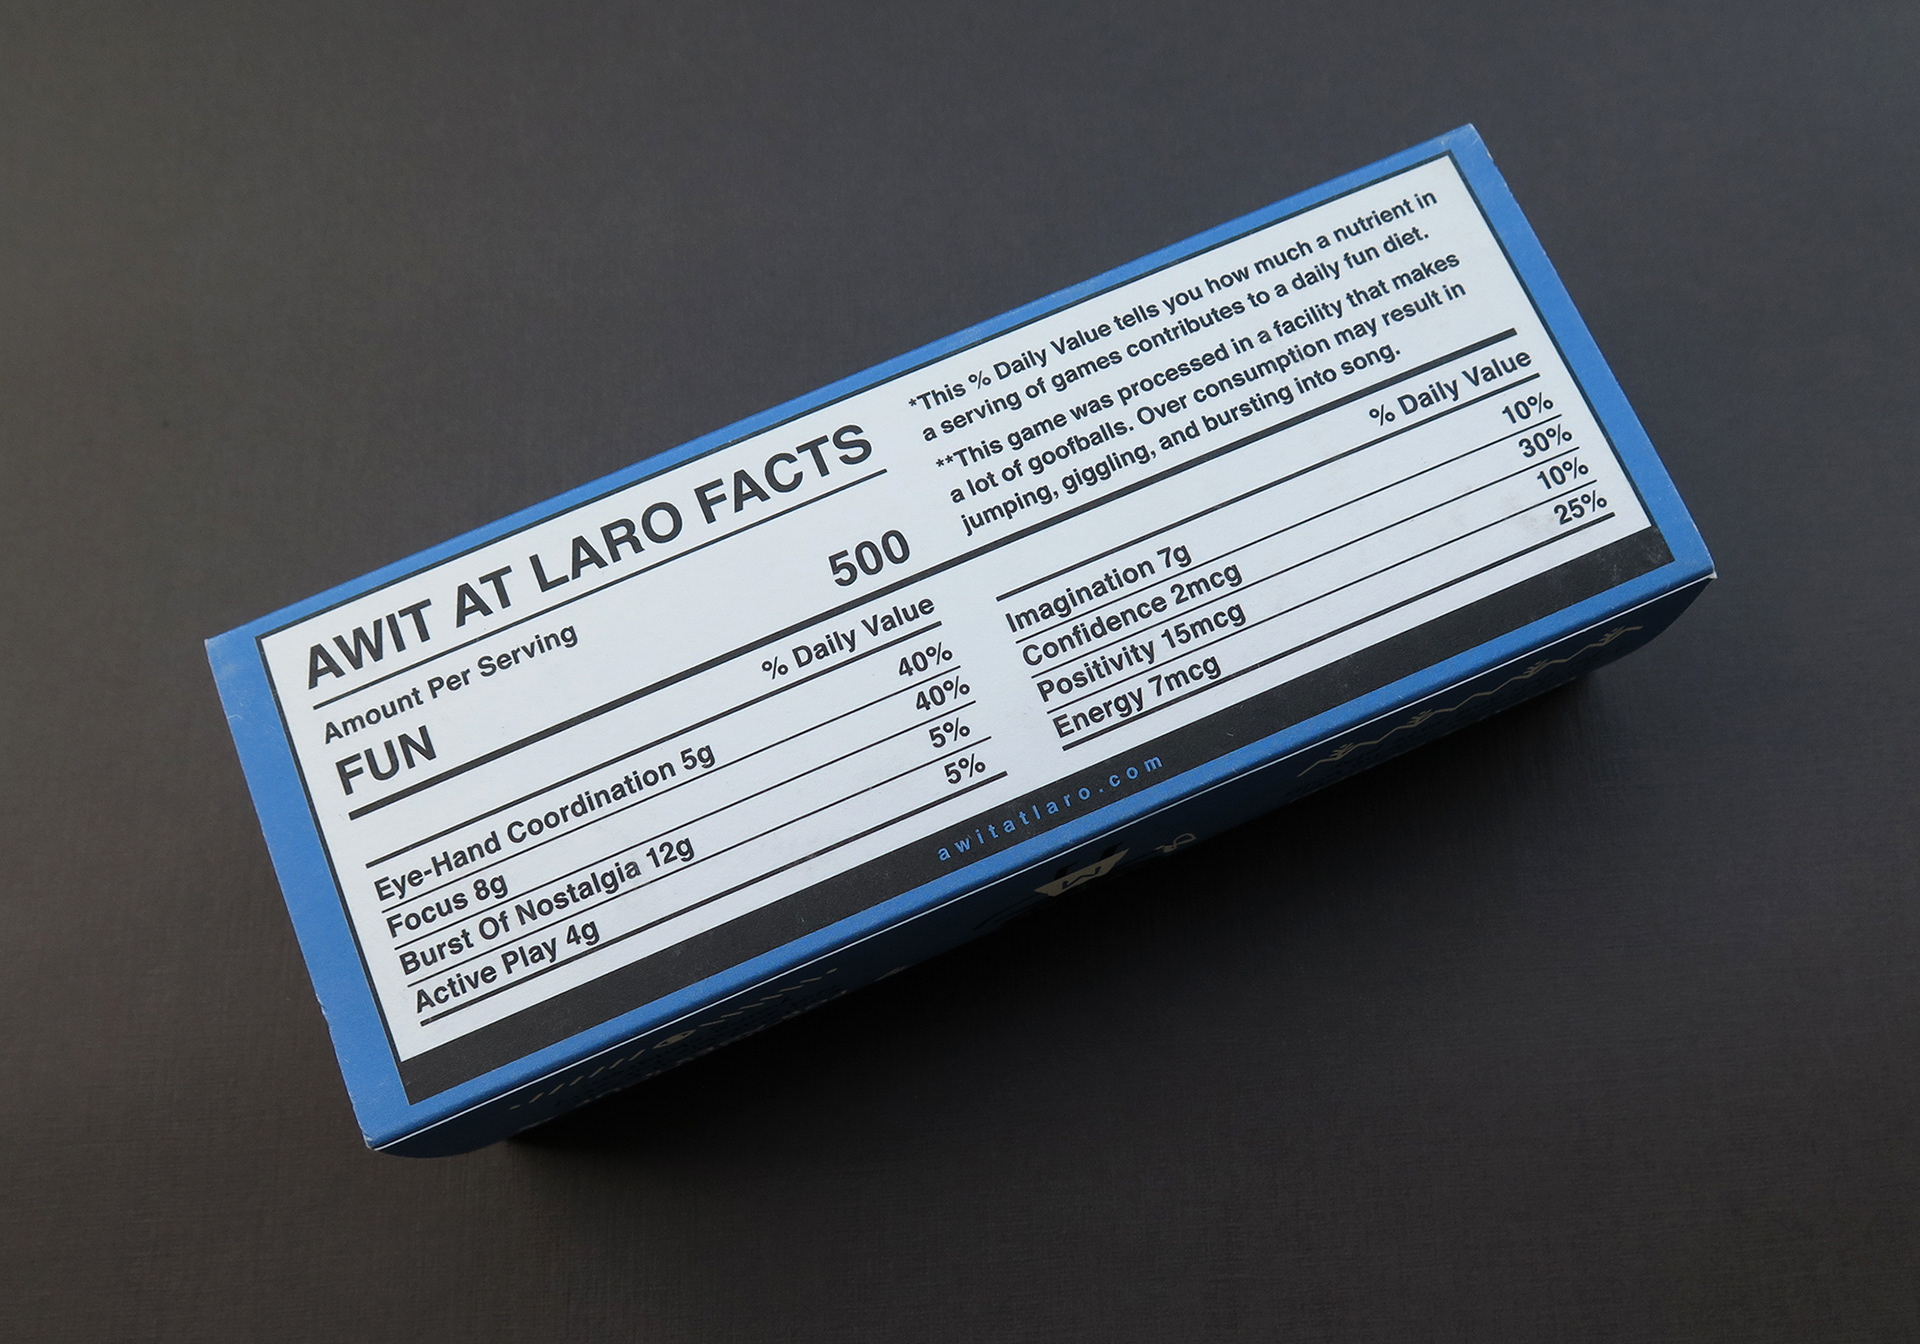 AWIT AT LARO FACTS
Amount Per Serving
FUN 500
% Daily Value
Eye-Hand Coordination 5g 40%
Focus 8g 40%
Burst Of Nostalgia 12g 5%
Active Play 4g 5%
*This % Daily Value tells you how much a nutrient in
a serving of games contributes to a daily fun diet.
**This game was processed in a facility that makes
a lot of goofballs. Over consumption may result in
jumping, giggling, and bursting into song.
% Daily Value
Imagination 7g 10%
Confidence 2mcg 30%
Positivity 15mcg 10%
Energy 7mcg 25%
awitatlaro.com